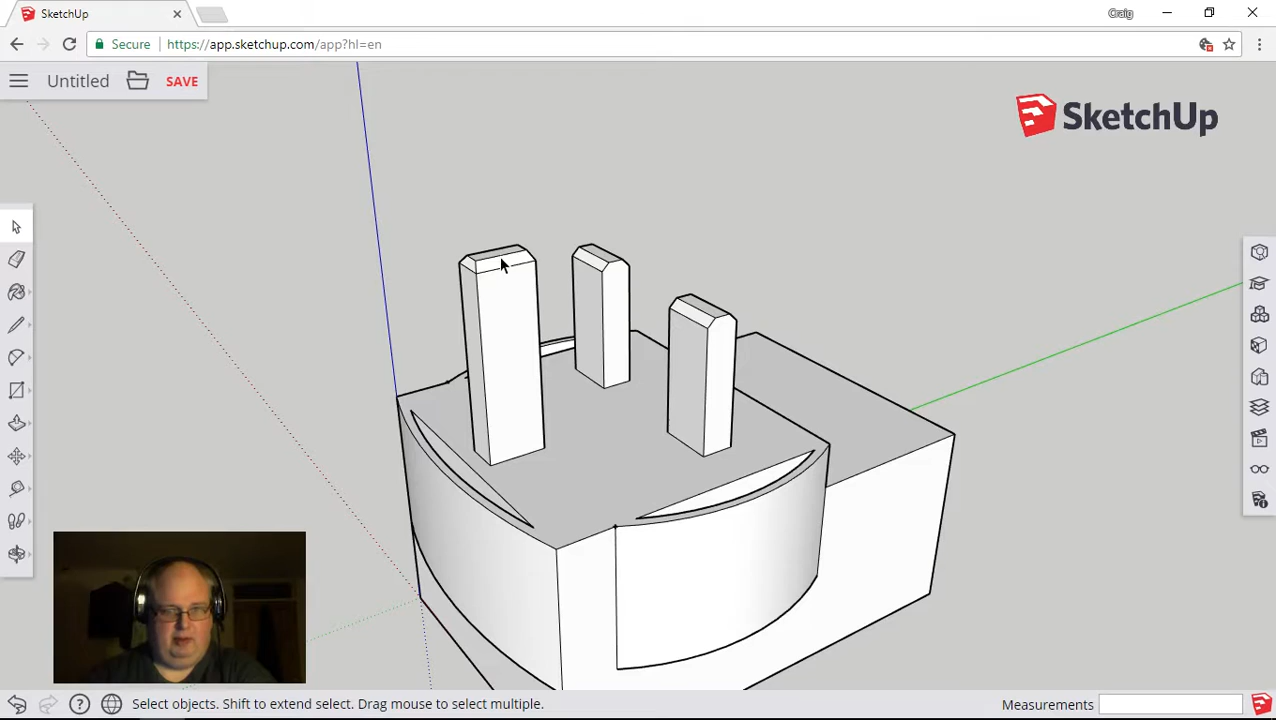 SketchUp
Craig
Secure https://app.sketchup.com/app?hl=en
Untitled SAVE
SketchUp
Select objects. Shift to extend select. Drag mouse to select multiple.
Measurements